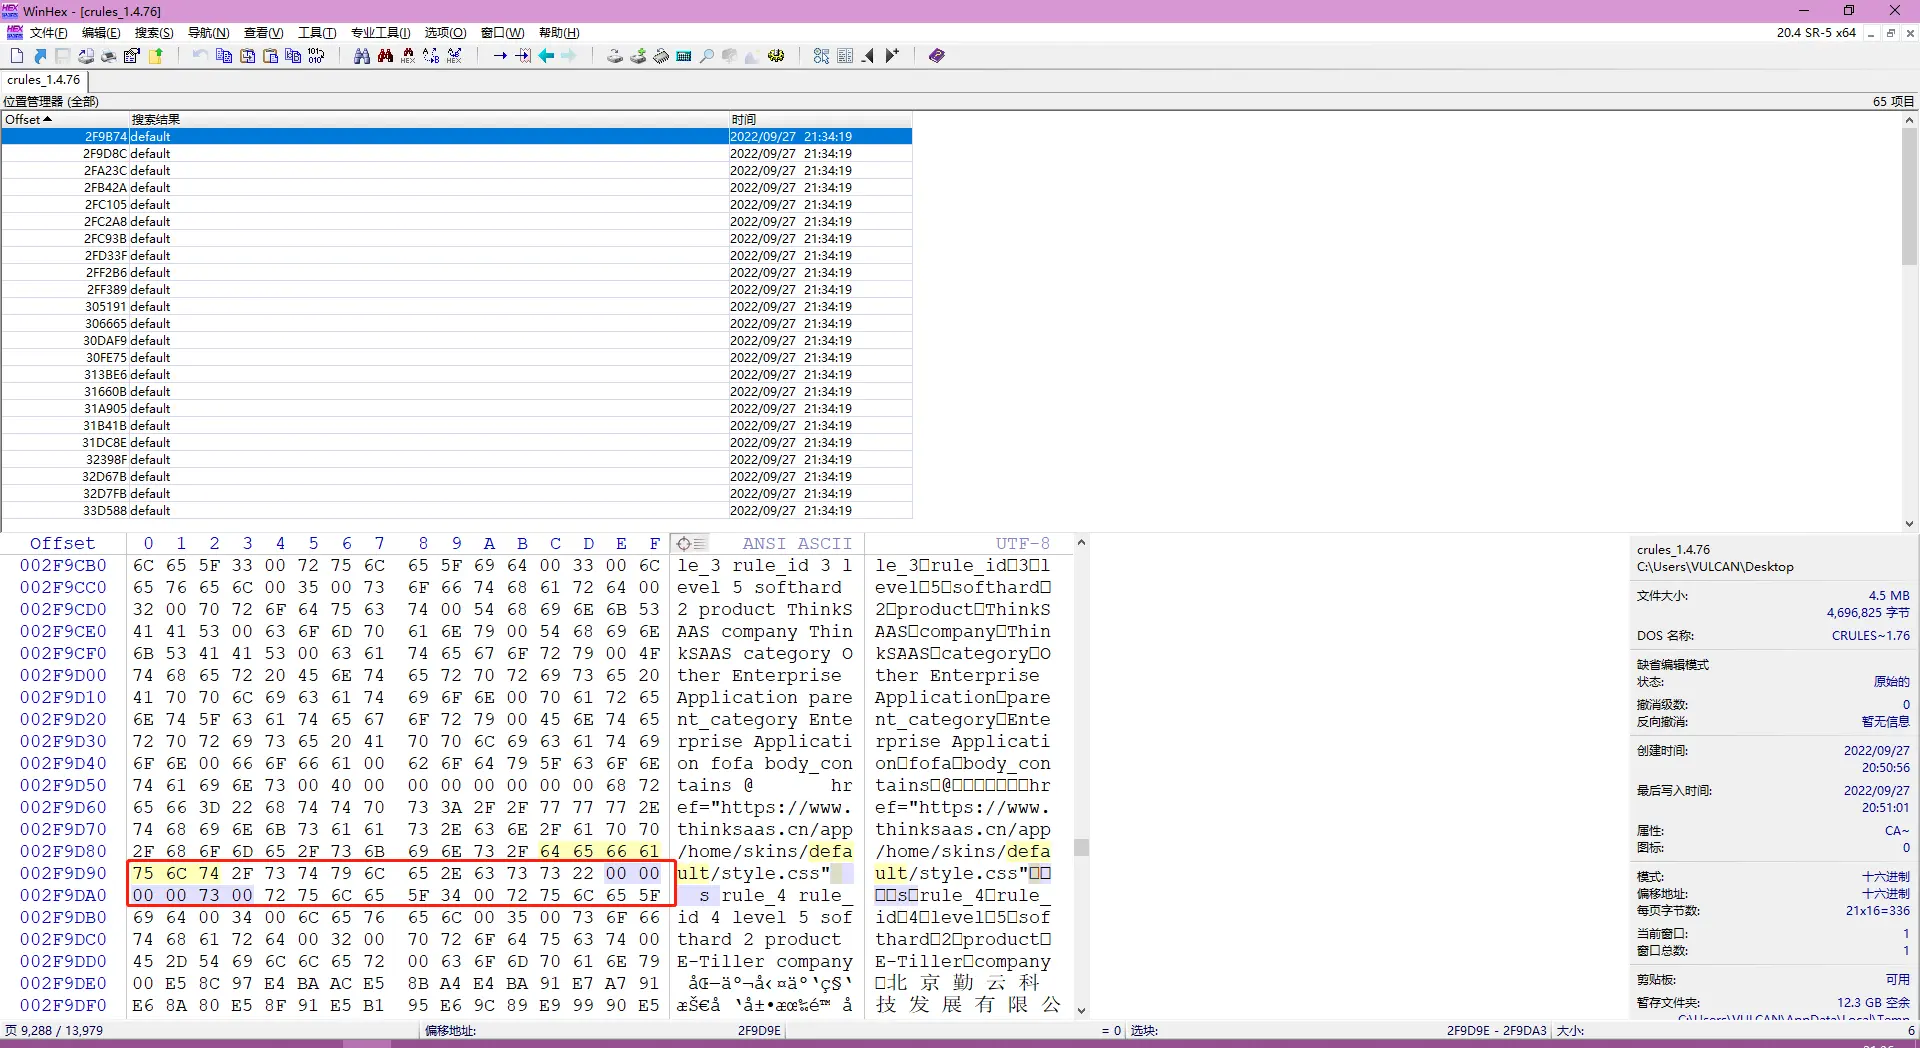 WinHex - [crules_1.4.76]
文件(F) 编辑(E) 搜索(S) 导航(N) 查看(V) 工具(T) 专业工具(I) 选项(O) 窗口(W) 帮助(H) 20.4 SR-5 x64
crules_1.4.76
位置管理器 (全部) 65 项目
Offset 搜索结果 时间
2F9B74 default 2022/09/27 21:34:19
2F9D8C default 2022/09/27 21:34:19
2FA23C default 2022/09/27 21:34:19
2FB42A default 2022/09/27 21:34:19
2FC105 default 2022/09/27 21:34:19
2FC2A8 default 2022/09/27 21:34:19
2FC93B default 2022/09/27 21:34:19
2FD33F default 2022/09/27 21:34:19
2FF2B6 default 2022/09/27 21:34:19
2FF389 default 2022/09/27 21:34:19
305191 default 2022/09/27 21:34:19
306665 default 2022/09/27 21:34:19
30DAF9 default 2022/09/27 21:34:19
30FE75 default 2022/09/27 21:34:19
313BE6 default 2022/09/27 21:34:19
31660B default 2022/09/27 21:34:19
31A905 default 2022/09/27 21:34:19
31B41B default 2022/09/27 21:34:19
31DC8E default 2022/09/27 21:34:19
32398F default 2022/09/27 21:34:19
32D67B default 2022/09/27 21:34:19
32D7FB default 2022/09/27 21:34:19
33D588 default 2022/09/27 21:34:19
Offset 0 1 2 3 4 5 6 7 8 9 A B C D E F ANSI ASCII UTF-8
002F9CB0 6C 65 5F 33 00 72 75 6C 65 5F 69 64 00 33 00 6C le_3 rule_id 3 l le_3□rule_id□3□l
002F9CC0 65 76 65 6C 00 35 00 73 6F 66 74 68 61 72 64 00 evel 5 softhard evel□5□softhard□
002F9CD0 32 00 70 72 6F 64 75 63 74 00 54 68 69 6E 6B 53 2 product ThinkS 2□product□ThinkS
002F9CE0 41 41 53 00 63 6F 6D 70 61 6E 79 00 54 68 69 6E AAS company Thin AAS□company□Thin
002F9CF0 6B 53 41 41 53 00 63 61 74 65 67 6F 72 79 00 4F kSAAS category O kSAAS□category□O
002F9D00 74 68 65 72 20 45 6E 74 65 72 70 72 69 73 65 20 ther Enterprise ther Enterprise
002F9D10 41 70 70 6C 69 63 61 74 69 6F 6E 00 70 61 72 65 Application pare Application□pare
002F9D20 6E 74 5F 63 61 74 65 67 6F 72 79 00 45 6E 74 65 nt_category Ente nt_category□Ente
002F9D30 72 70 72 69 73 65 20 41 70 70 6C 69 63 61 74 69 rprise Applicati rprise Applicati
002F9D40 6F 6E 00 66 6F 66 61 00 62 6F 64 79 5F 63 6F 6E on fofa body_con on□fofa□body_con
002F9D50 74 61 69 6E 73 00 40 00 00 00 00 00 00 00 68 72 tains @ hr tains□@□□□□□□□hr
002F9D60 65 66 3D 22 68 74 74 70 73 3A 2F 2F 77 77 77 2E ef="https://www. ef="https://www.
002F9D70 74 68 69 6E 6B 73 61 61 73 2E 63 6E 2F 61 70 70 thinksaas.cn/app thinksaas.cn/app
002F9D80 2F 68 6F 6D 65 2F 73 6B 69 6E 73 2F 64 65 66 61 /home/skins/defa /home/skins/defa
002F9D90 75 6C 74 2F 73 74 79 6C 65 2E 63 73 73 22 00 00 ult/style.css" ult/style.css"□□
002F9DA0 00 00 73 00 72 75 6C 65 5F 34 00 72 75 6C 65 5F s rule_4 rule_ □□s□rule_4□rule_
002F9DB0 69 64 00 34 00 6C 65 76 65 6C 00 35 00 73 6F 66 id 4 level 5 sof id□4□level□5□sof
002F9DC0 74 68 61 72 64 00 32 00 70 72 6F 64 75 63 74 00 thard 2 product thard□2□product□
002F9DD0 45 2D 54 69 6C 6C 65 72 00 63 6F 6D 70 61 6E 79 E-Tiller company E-Tiller□company
002F9DE0 00 E5 8C 97 E4 BA AC E5 8B A4 E4 BA 91 E7 A7 91 □北京勤云科
002F9DF0 E6 8A 80 E5 8F 91 E5 B1 95 E6 9C 89 E9 99 90 E5 技发展有限公
crules_1.4.76
C:\Users\VULCAN\Desktop
文件大小: 4.5 MB
4,696,825 字节
DOS 名称: CRULES~1.76
缺省编辑模式
状态: 原始的
撤消级数: 0
反向撤消: 暂无信息
创建时间: 2022/09/27
20:50:56
最后写入时间: 2022/09/27
20:51:01
属性: CA~
图标: 0
模式: 十六进制
偏移地址: 十六进制
每页字节数: 21x16=336
当前窗口: 1
窗口总数: 1
剪贴板: 可用
暂存文件夹: 12.3 GB 空余
C:\Users\VULCAN\AppData\Local\Temp
页 9,288 / 13,979 偏移地址: 2F9D9E = 0 选块: 2F9D9E - 2F9DA3 大小: 6